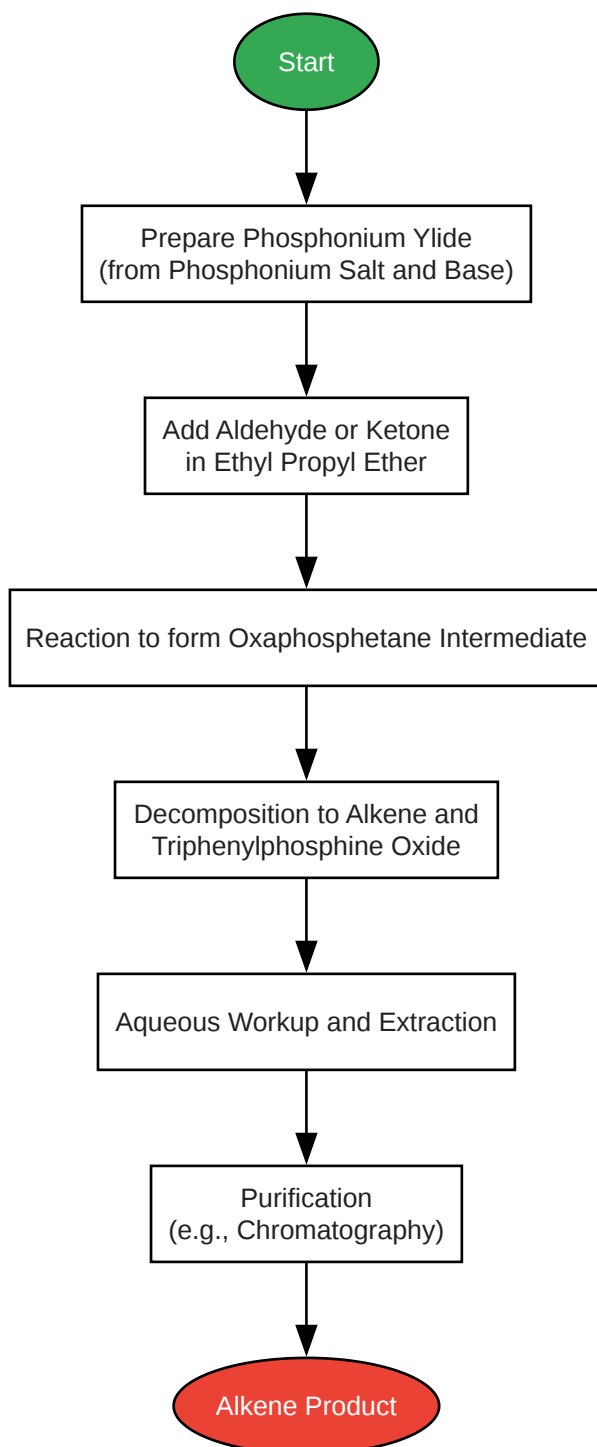 Start
Prepare Phosphonium Ylide
(from Phosphonium Salt and Base)
Add Aldehyde or Ketone
in Ethyl Propyl Ether
Reaction to form Oxaphosphetane Intermediate
Decomposition to Alkene and
Triphenylphosphine Oxide
Aqueous Workup and Extraction
Purification
(e.g., Chromatography)
Alkene Product